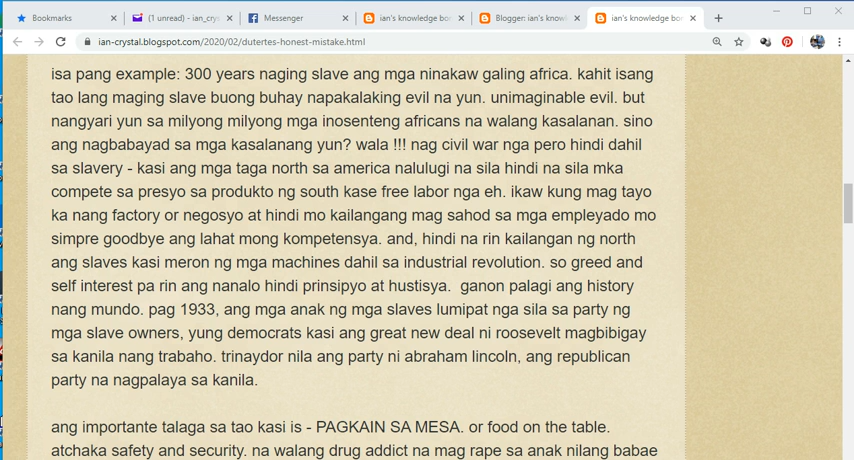 Bookmarks
(1 unread) - ian_crys
Messenger
ian's knowledge bo
Blogger: ian's knowl
ian's knowledge bo
ian-crystal.blogspot.com/2020/02/dutertes-honest-mistake.html
isa pang example: 300 years naging slave ang mga ninakaw galing africa. kahit isang
tao lang maging slave buong buhay napakalaking evil na yun. unimaginable evil. but
nangyari yun sa milyong milyong mga inosenteng africans na walang kasalanan. sino
ang nagbabayad sa mga kasalanang yun? wala !!! nag civil war nga pero hindi dahil
sa slavery - kasi ang mga taga north sa america nalulugi na sila hindi na sila mka
compete sa presyo sa produkto ng south kase free labor nga eh. ikaw kung mag tayo
ka nang factory or negosyo at hindi mo kailangang mag sahod sa mga empleyado mo
simpre goodbye ang lahat mong kompetensya. and, hindi na rin kailangan ng north
ang slaves kasi meron ng mga machines dahil sa industrial revolution. so greed and
self interest pa rin ang nanalo hindi prinsipyo at hustisya.  ganon palagi ang history
nang mundo. pag 1933, ang mga anak ng mga slaves lumipat nga sila sa party ng
mga slave owners, yung democrats kasi ang great new deal ni roosevelt magbibigay
sa kanila nang trabaho. trinaydor nila ang party ni abraham lincoln, ang republican
party na nagpalaya sa kanila.
ang importante talaga sa tao kasi is - PAGKAIN SA MESA. or food on the table.
atchaka safety and security. na walang drug addict na mag rape sa anak nilang babae